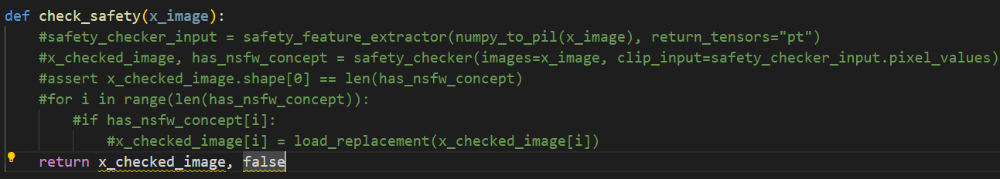 def check_safety(x_image):
#safety_checker_input = safety_feature_extractor(numpy_to_pil(x_image), return_tensors="pt")
#x_checked_image, has_nsfw_concept = safety_checker(images=x_image, clip_input=safety_checker_input.pixel_values)
#assert x_checked_image.shape[0] == len(has_nsfw_concept)
#for i in range(len(has_nsfw_concept)):
#if has_nsfw_concept[i]:
#x_checked_image[i] = load_replacement(x_checked_image[i])
return x_checked_image, false